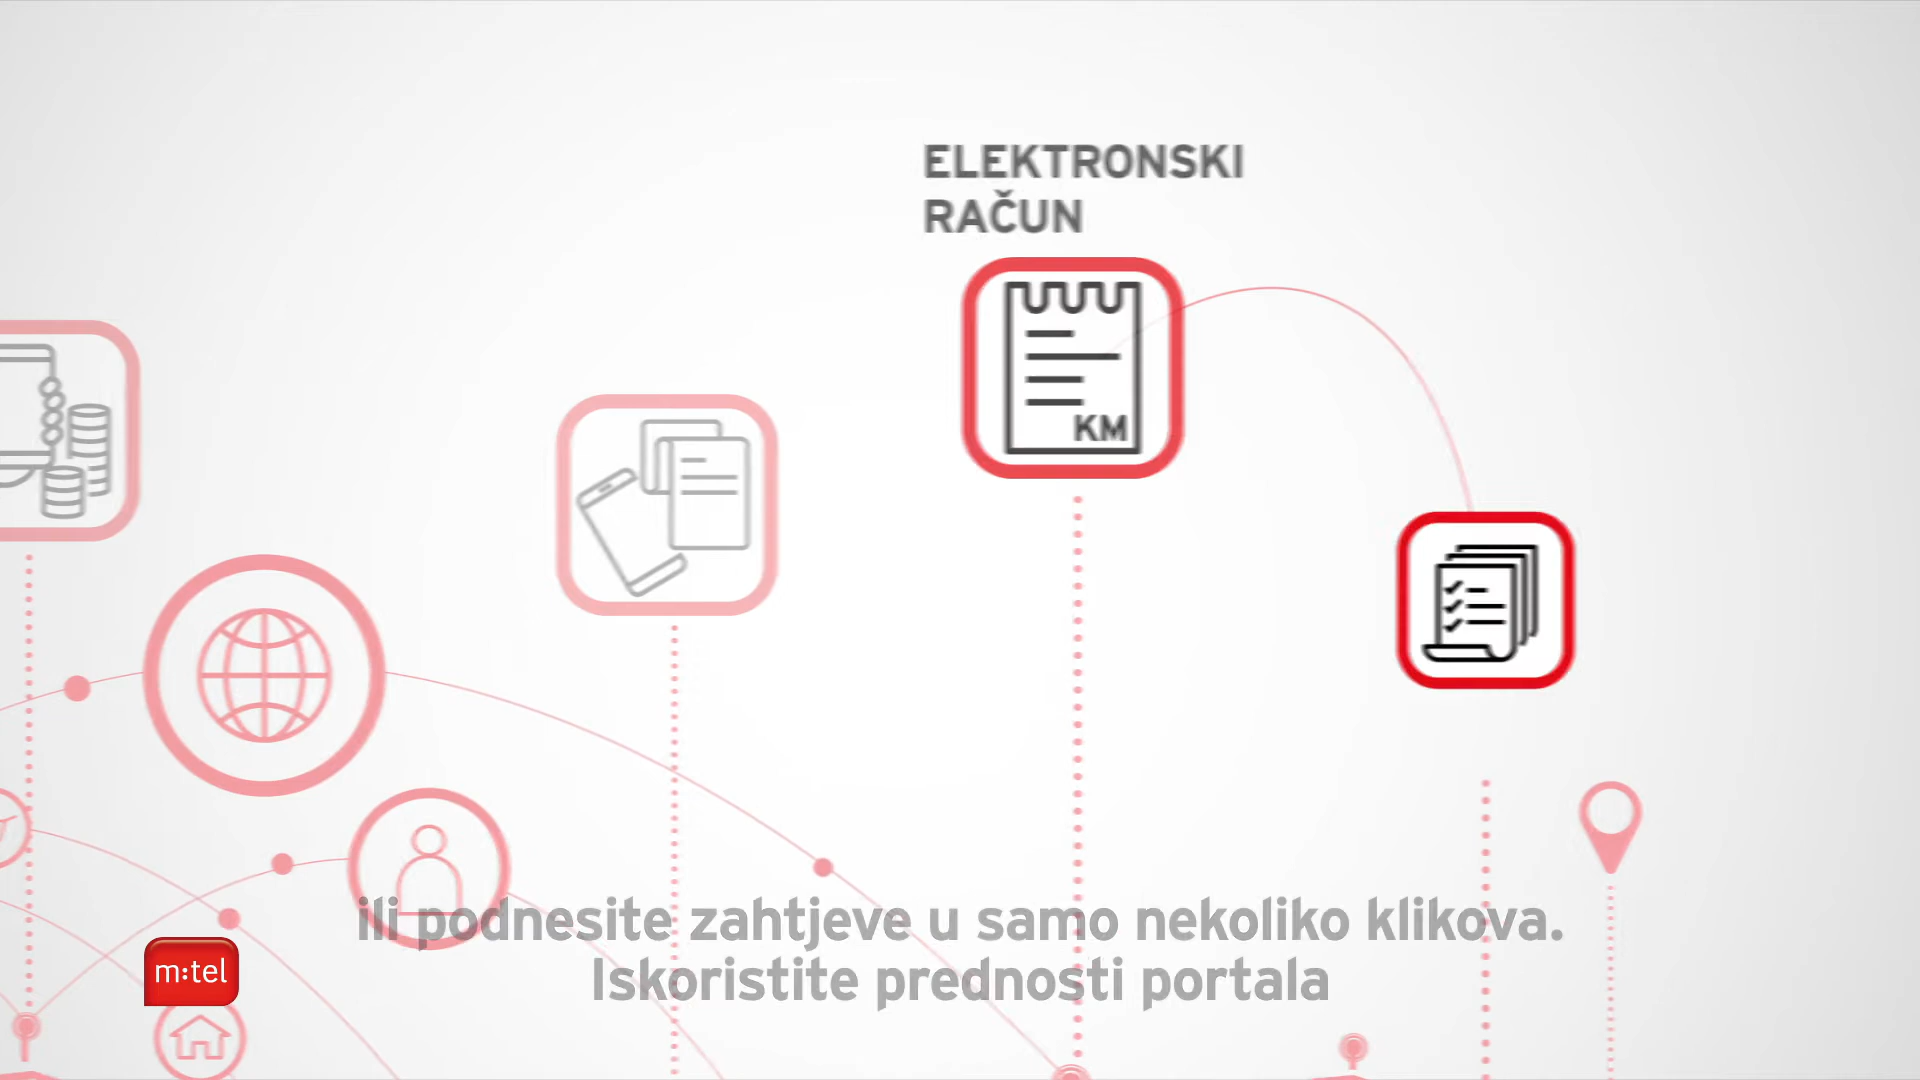 ELEKTRONSKI
RAČUN
KM
ili podnesite zahtjeve u samo nekoliko klikova.
Iskoristite prednosti portala
m:tel